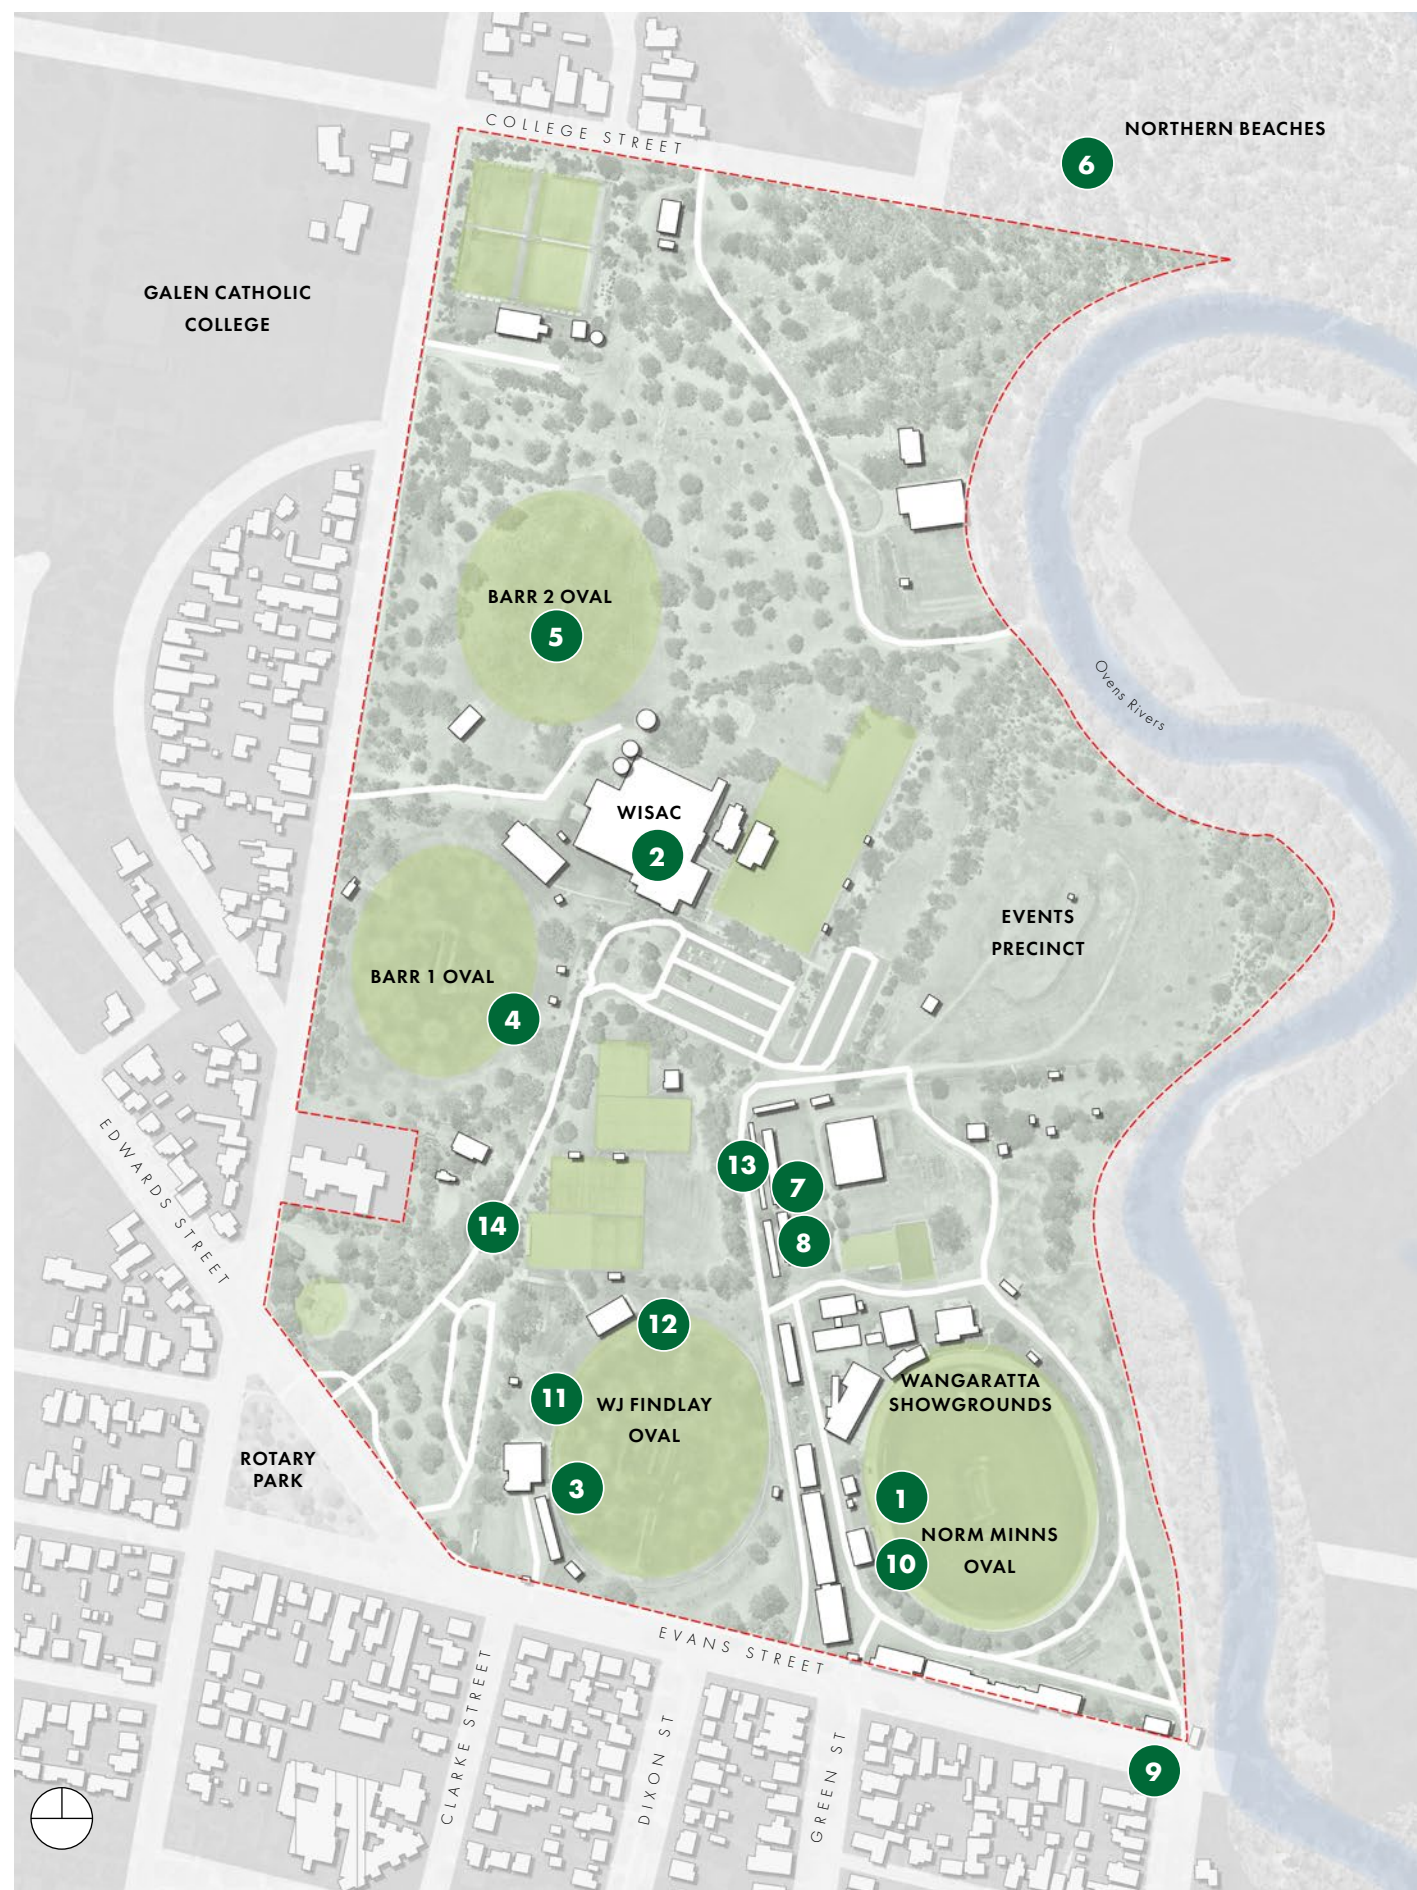 COLLEGE STREET
NORTHERN BEACHES
6
GALEN CATHOLIC
COLLEGE
BARR 2 OVAL
5
Ovens Rivers
WISAC
2
EVENTS
PRECINCT
BARR 1 OVAL
4
EDWARDS STREET
13
7
14
8
12
11
WJ FINDLAY
OVAL
WANGARATTA
SHOWGROUNDS
ROTARY
PARK
3
1
NORM MINNS
OVAL
10
EVANS STREET
CLARKE STREET
DIXON ST
GREEN ST
9